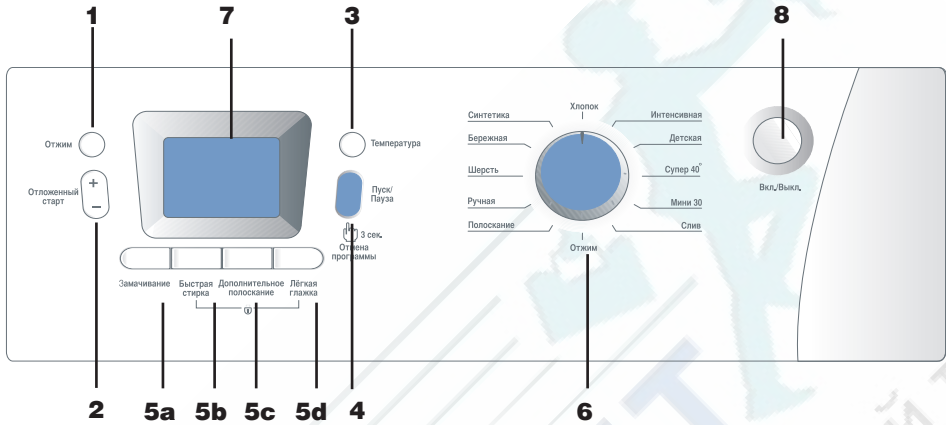 1
7
3
8
Отжим
Отложенный
старт
+
–
Температура
Пуск/
Пауза
3 сек.
Отмена
программы
Замачивание
Быстрая
стирка
Дополнительное
полоскание
Лёгкая
глажка
Хлопок
Синтетика
Бережная
Шерсть
Ручная
Полоскание
Интенсивная
Детская
Супер 40°
Мини 30
Слив
Отжим
Вкл./Выкл.
2
5a
5b
5c
5d
4
6